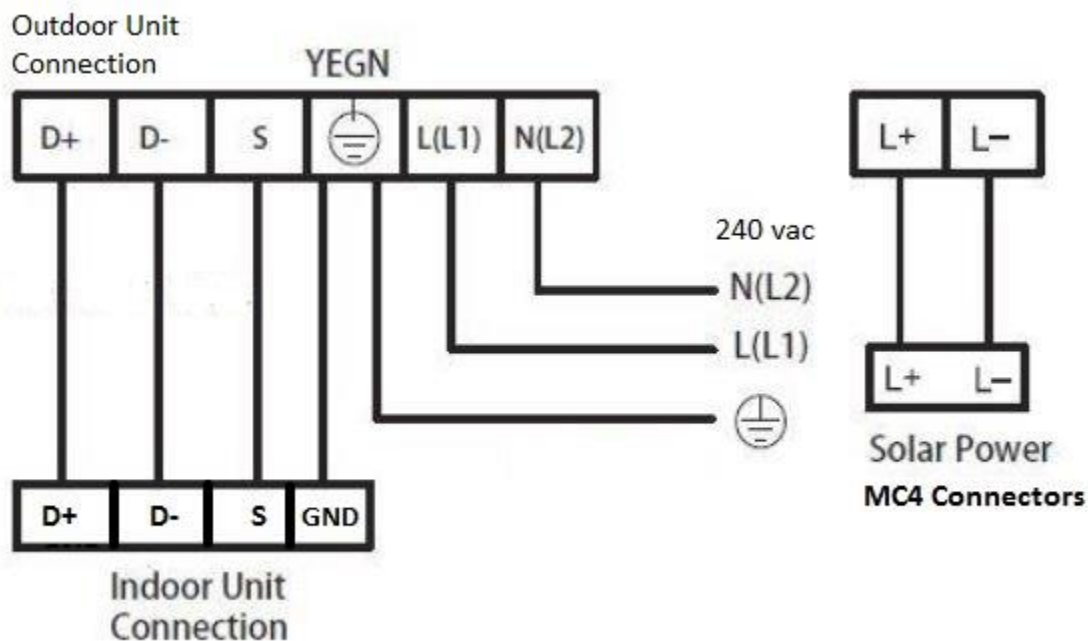 Outdoor Unit
Connection
YEGN
D+ D- S L(L1) N(L2)
L+ L-
240 vac
N(L2)
L(L1)
L+ L-
Solar Power
MC4 Connectors
D+ D- S GND
Indoor Unit
Connection